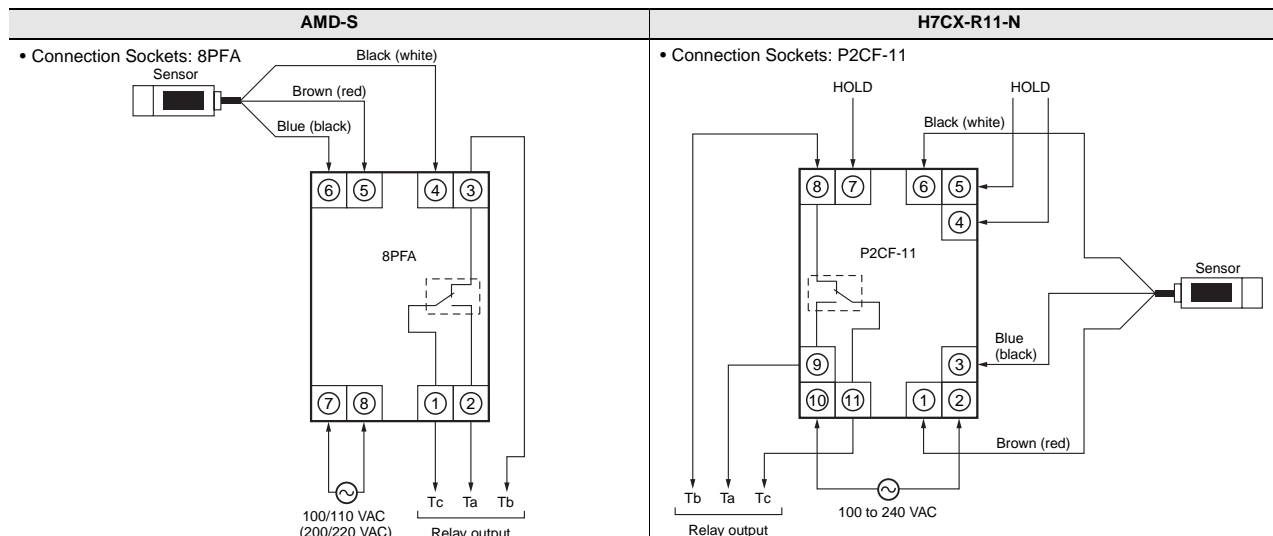 AMD-S
• Connection Sockets: 8PFA
Sensor
Black (white)
Brown (red)
Blue (black)
6 5 4 3
8PFA
7 8 1 2
Tc Ta Tb
100/110 VAC
(200/220 VAC)
Relay output
H7CX-R11-N
• Connection Sockets: P2CF-11
HOLD HOLD
Black (white)
8 7 6 5
4
P2CF-11
Sensor
Blue
(black)
9 3
10 11 1 2
Brown (red)
Tb Ta Tc
100 to 240 VAC
Relay output